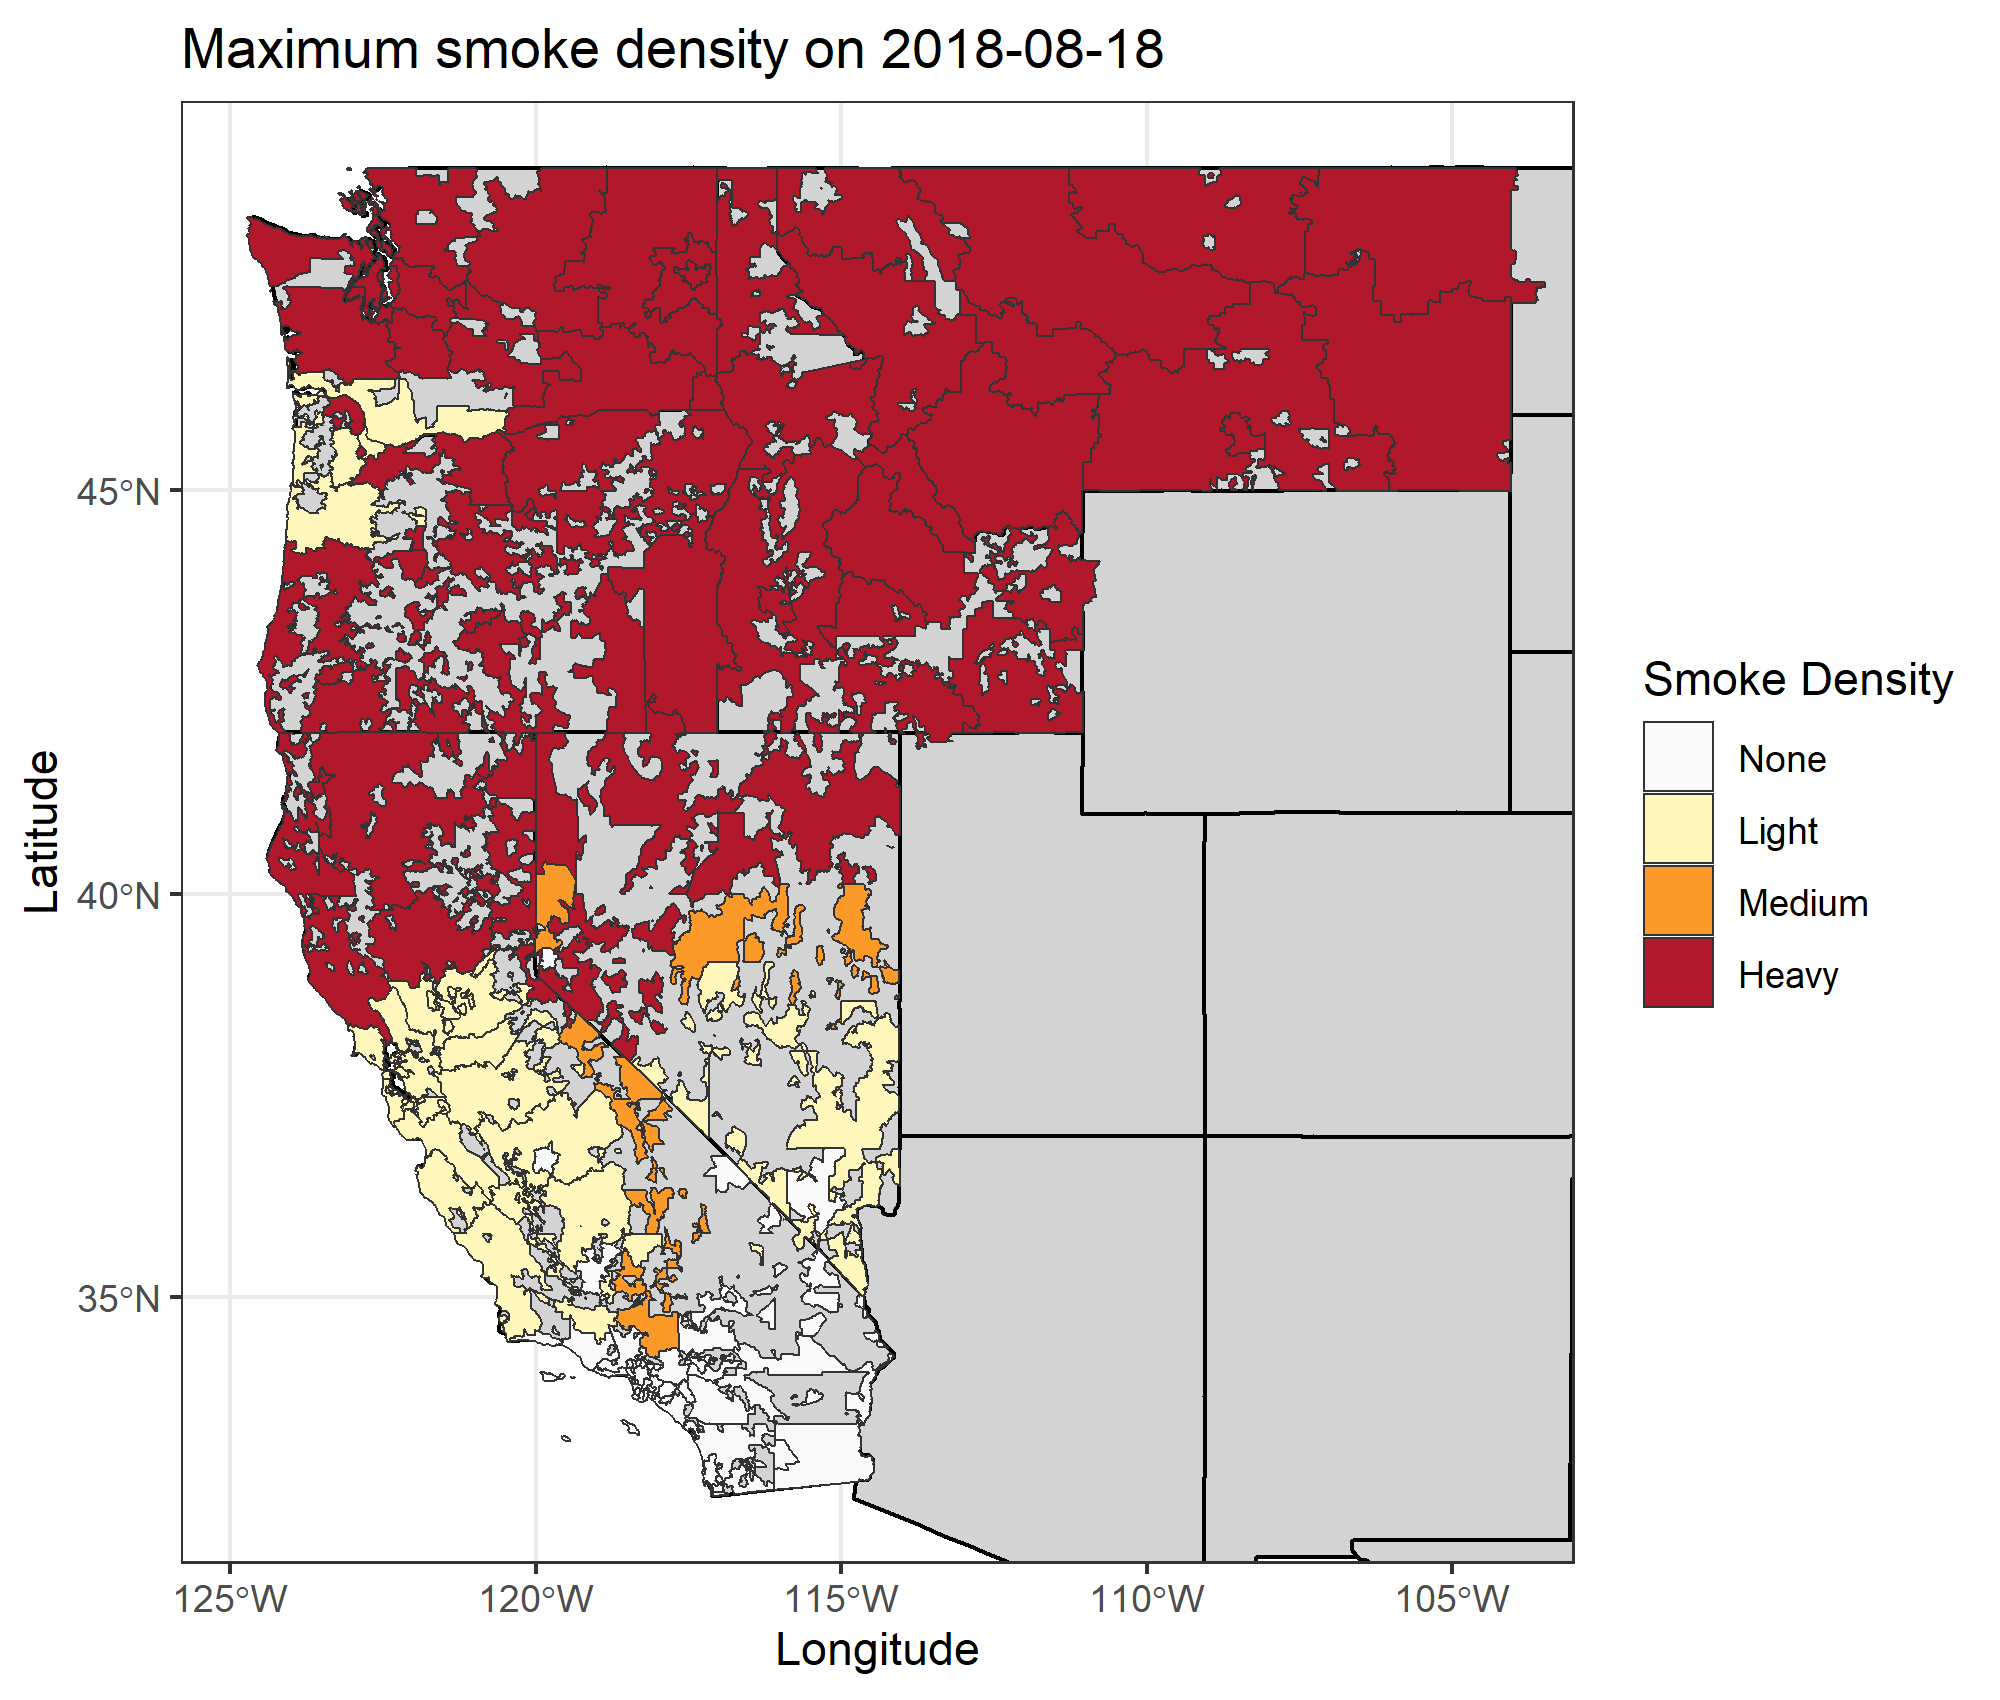 Maximum smoke density on 2018-08-18
45°N
40°N
35°N
Latitude
125°W
120°W
115°W
110°W
105°W
Longitude
Smoke Density
None
Light
Medium
Heavy